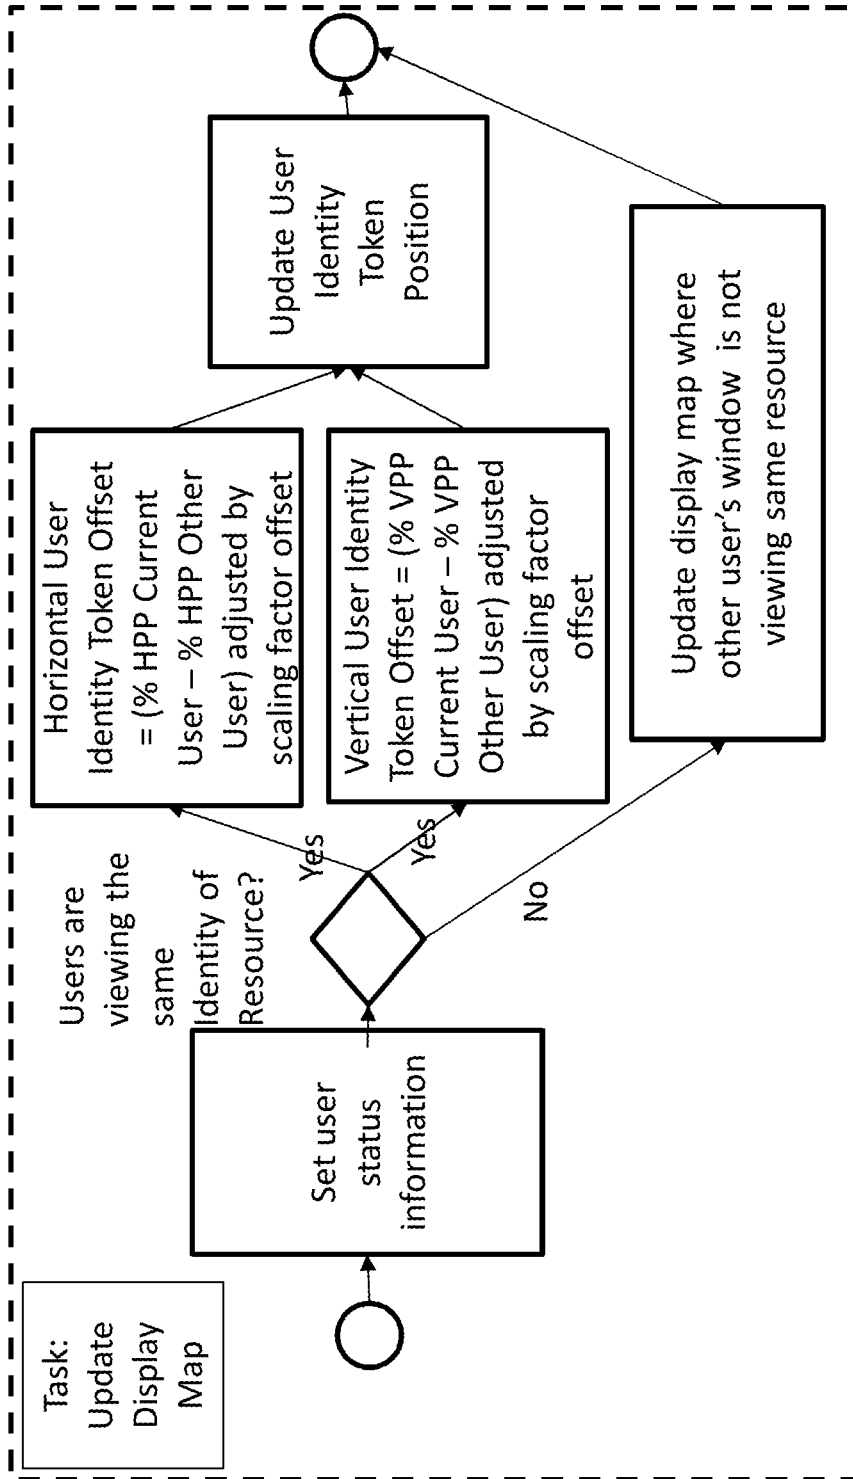 Task:
Update
Display
Map
Set user
status
information
Users are
viewing the
same
Identity of
Resource?
Yes
Yes
No
Horizontal User
Identity Token Offset
= (% HPP Current
User – % HPP Other
User) adjusted by
scaling factor offset
Vertical User Identity
Token Offset = (% VPP
Current User – % VPP
Other User) adjusted
by scaling factor
offset
Update display map where
other user’s window is not
viewing same resource
Update User
Identity
Token
Position